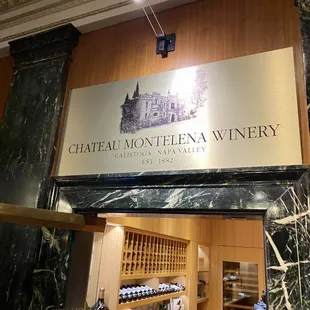 CHATEAU MONTELENA WINERY
CALISTOGA · NAPA VALLEY
EST. 1882